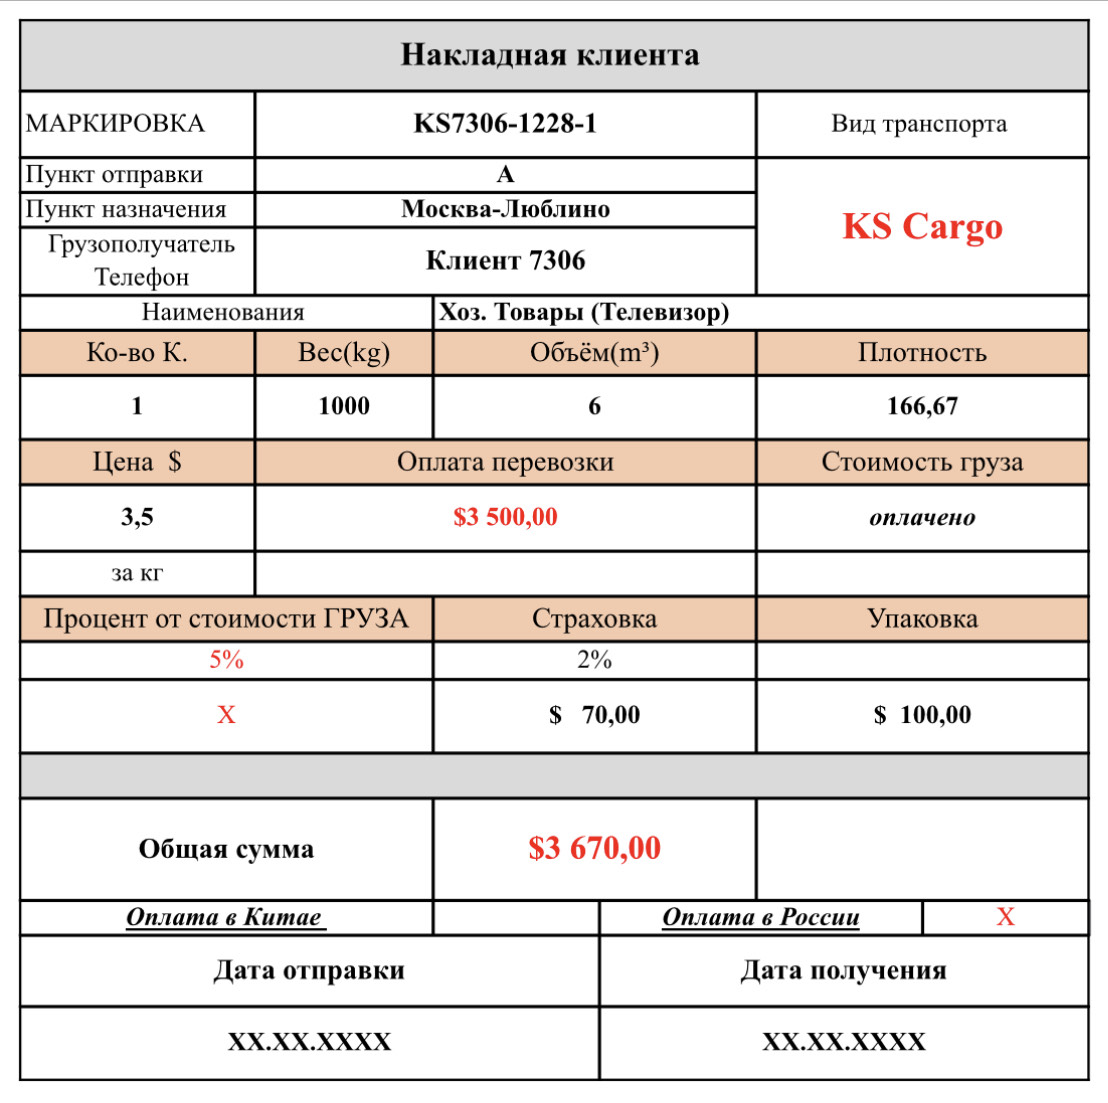 Накладная клиента
МАРКИРОВКА
KS7306-1228-1
Вид транспорта
Пункт отправки
А
Пункт назначения
Москва-Люблино
KS Cargo
Грузополучатель
Телефон
Клиент 7306
Наименования
Хоз. Товары (Телевизор)
Ко-во К.
Вес(kg)
Объём(m³)
Плотность
1
1000
6
166,67
Цена $
Оплата перевозки
Стоимость груза
3,5
$3 500,00
оплачено
за кг
Процент от стоимости ГРУЗА
Страховка
Упаковка
5%
2%
X
$ 70,00
$ 100,00
Общая сумма
$3 670,00
Оплата в Китае
Оплата в России
X
Дата отправки
Дата получения
XX.XX.XXXX
XX.XX.XXXX